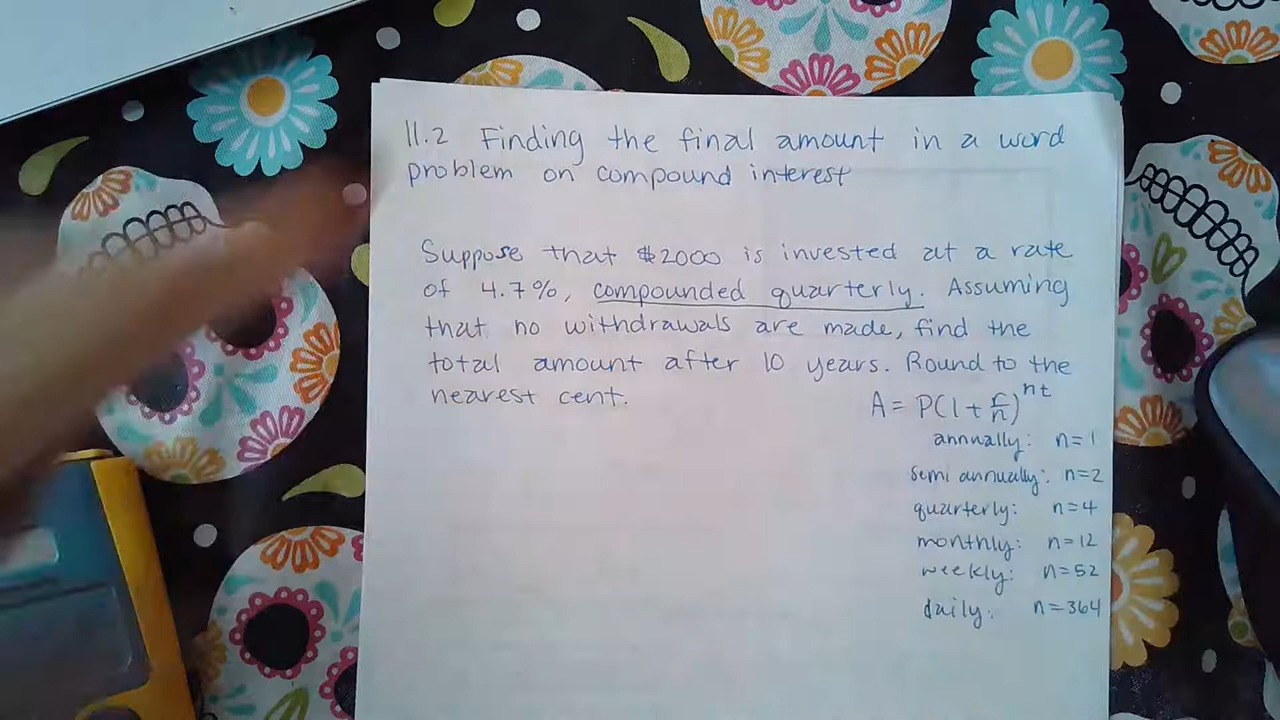 11.2 Finding the final amount in a word
problem on compound interest
Suppose that $2000 is invested at a rate
of 4.7%, compounded quarterly. Assuming
that no withdrawals are made, find the
total amount after 10 years. Round to the
nearest cent.
A = P(1 + r/n)^nt
annually: n=1
semi annually: n=2
quarterly: n=4
monthly: n=12
weekly: n=52
daily: n=364